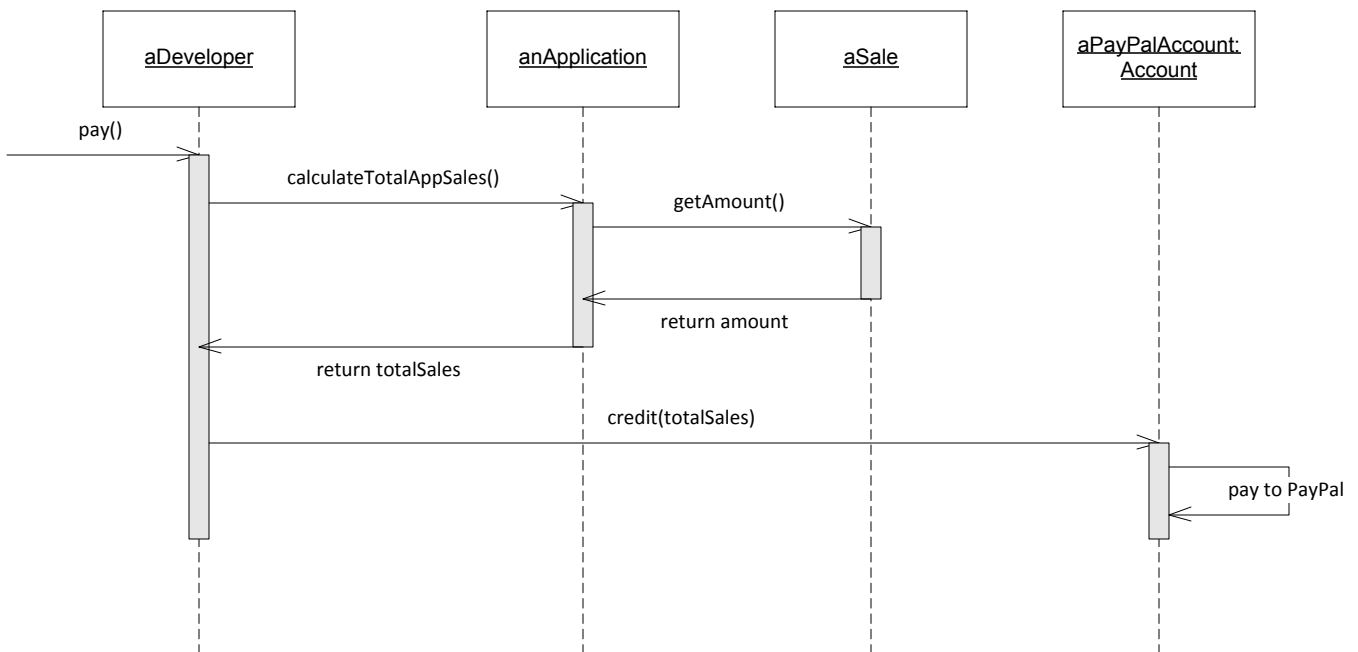 aDeveloper
anApplication
aSale
aPayPalAccount:
Account
pay()
calculateTotalAppSales()
getAmount()
return amount
return totalSales
credit(totalSales)
pay to PayPal